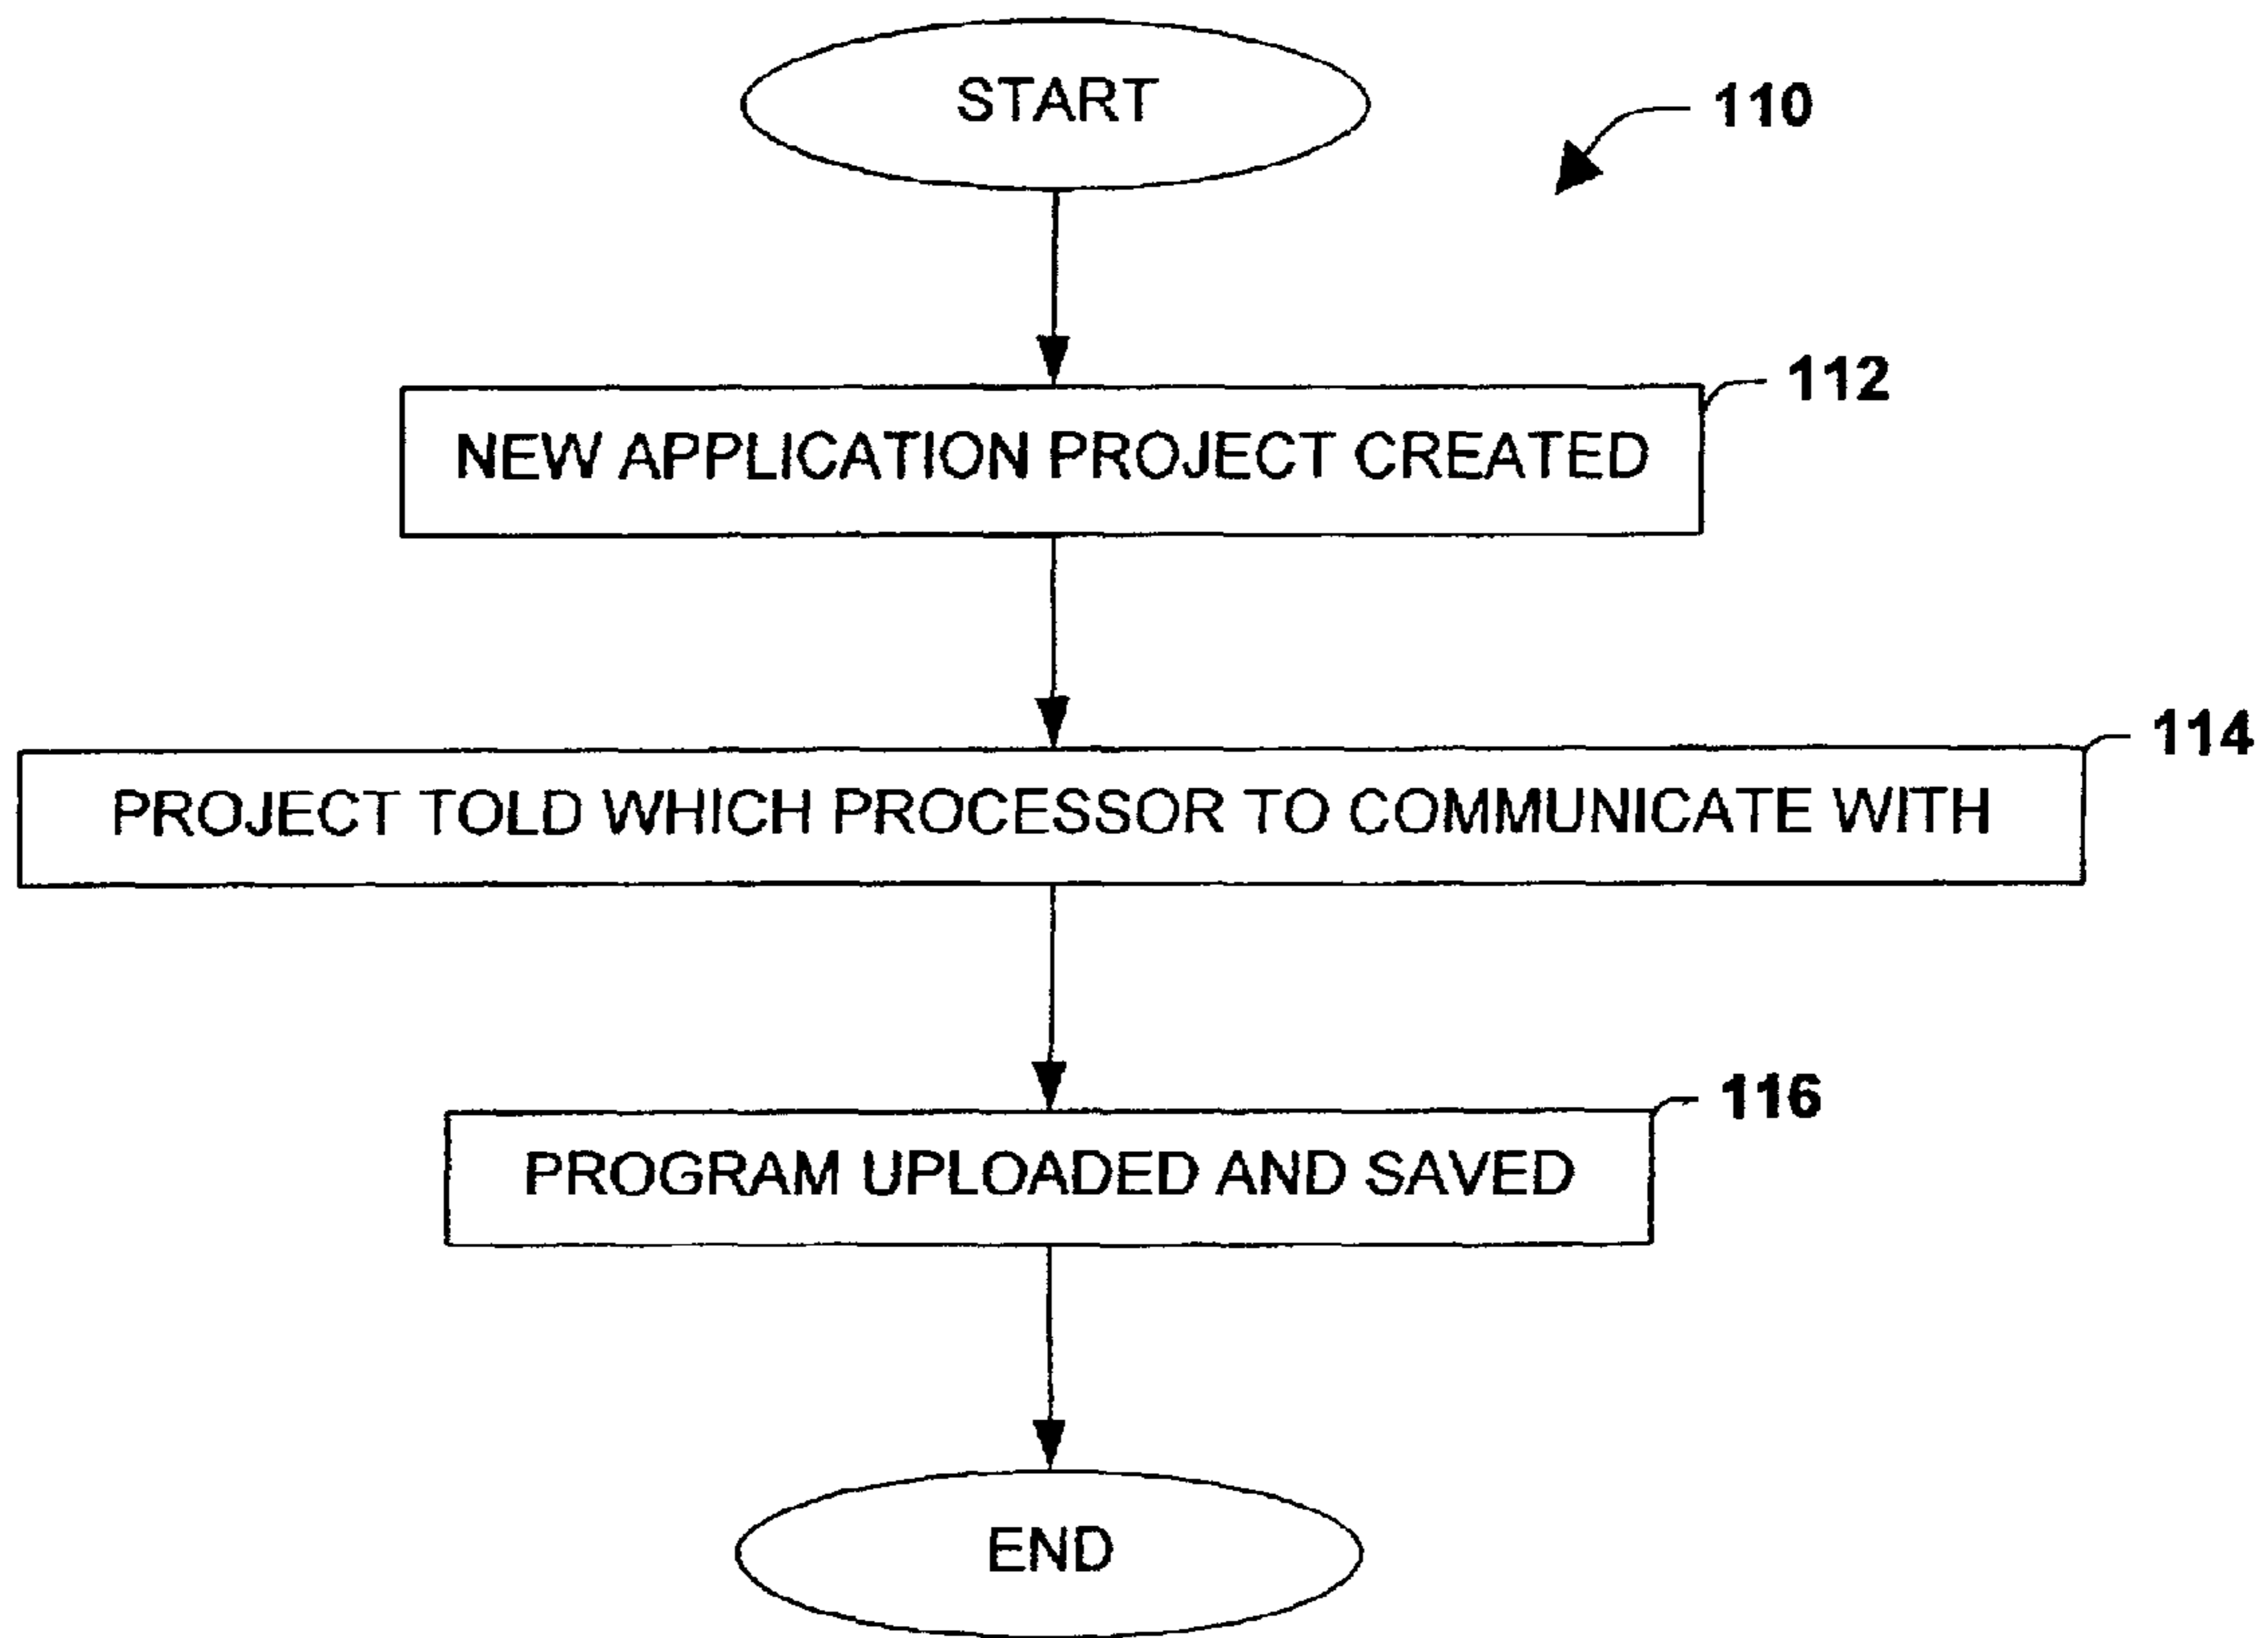 START
110
112
NEW APPLICATION PROJECT CREATED
114
PROJECT TOLD WHICH PROCESSOR TO COMMUNICATE WITH
116
PROGRAM UPLOADED AND SAVED
END